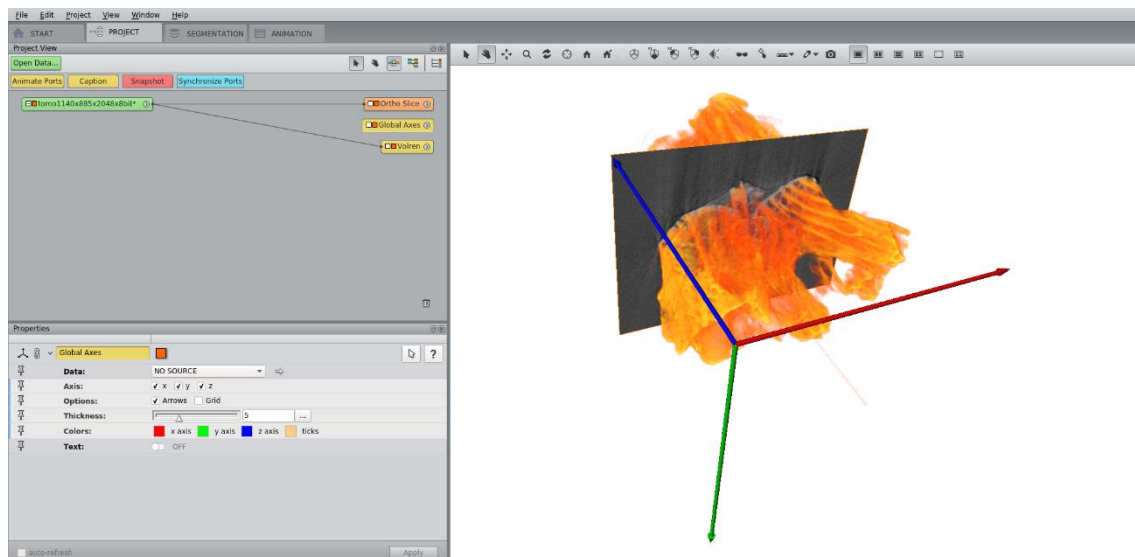 File Edit Project View Window Help
START PROJECT SEGMENTATION ANIMATION
Project View
Open Data...
Animate Ports Caption Snapshot Synchronize Ports
tomo1140x885x2048x8bit* Ortho Slice
Global Axes
Volren
Properties
Global Axes ?
Data: NO SOURCE
Axis: x y z
Options: Arrows Grid
Thickness: 5 ...
Colors: x axis y axis z axis ticks
Text: OFF
auto-refresh Apply